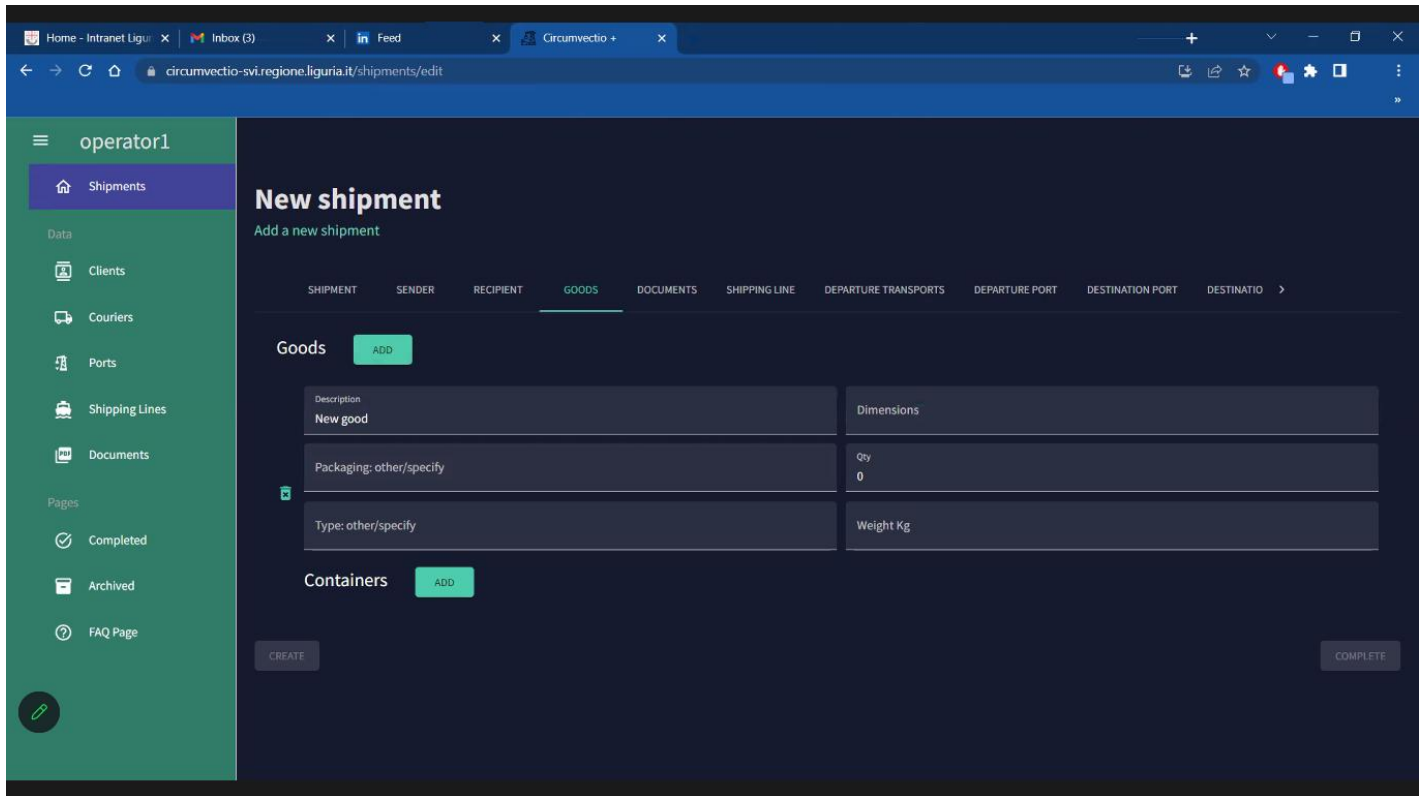 Home - Intranet Ligur
Inbox (3)
in Feed
Circumvectio +
circumvectio-svi.regione.liguria.it/shipments/edit
operator1
Shipments
Data
Clients
Couriers
Ports
Shipping Lines
PDF Documents
Pages
Completed
Archived
FAQ Page
New shipment
Add a new shipment
SHIPMENT SENDER RECIPIENT GOODS DOCUMENTS SHIPPING LINE DEPARTURE TRANSPORTS DEPARTURE PORT DESTINATION PORT DESTINATIO
Goods ADD
Description
New good
Dimensions
Packaging: other/specify
Qty
0
Type: other/specify
Weight Kg
Containers ADD
CREATE
COMPLETE